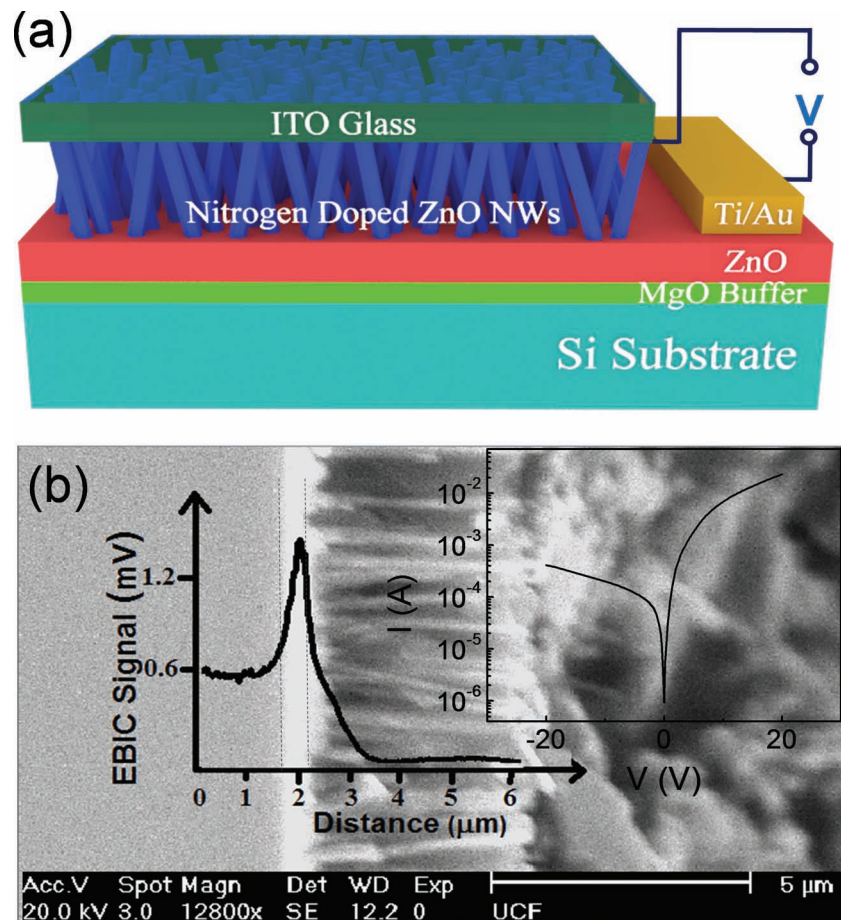 (a)
ITO Glass
V
Nitrogen Doped ZnO NWs
Ti/Au
ZnO
MgO Buffer
Si Substrate
(b)
EBIC Signal (mV)
1.2
0.6
0 1 2 3 4 5 6
Distance (μm)
I (A)
10⁻²
10⁻³
10⁻⁴
10⁻⁵
10⁻⁶
-20 0 20
V (V)
Acc.V Spot Magn Det WD Exp 5 μm
20.0 kV 3.0 12800x SE 12.2 0 UCF